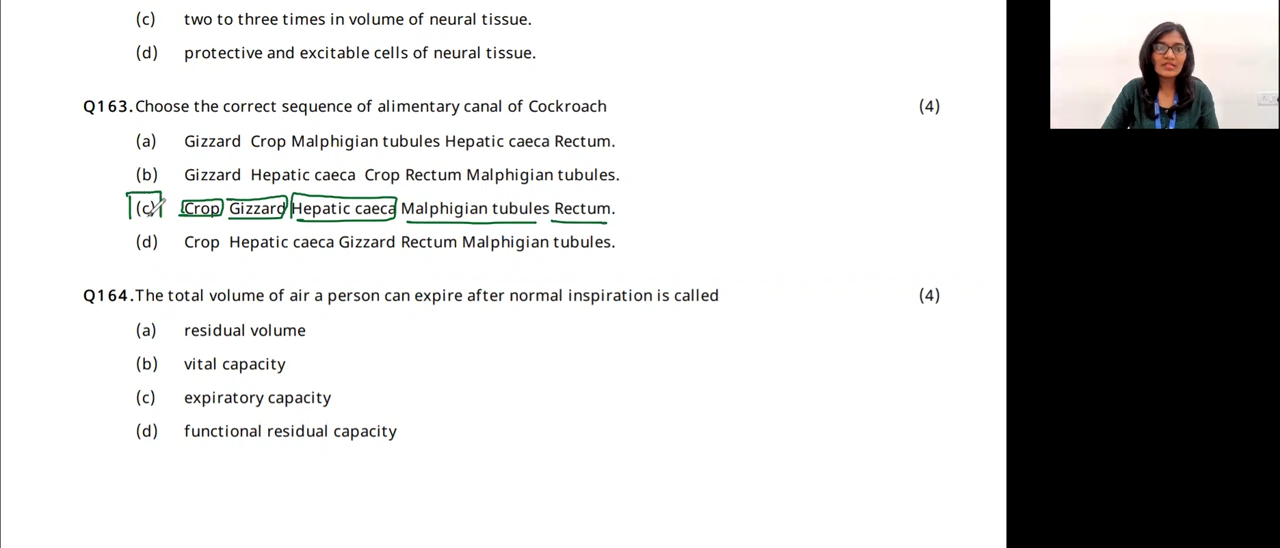 (c) two to three times in volume of neural tissue.
(d) protective and excitable cells of neural tissue.
Q163. Choose the correct sequence of alimentary canal of Cockroach (4)
(a) Gizzard Crop Malphigian tubules Hepatic caeca Rectum.
(b) Gizzard Hepatic caeca Crop Rectum Malphigian tubules.
(c) Crop Gizzard Hepatic caeca Malphigian tubules Rectum.
(d) Crop Hepatic caeca Gizzard Rectum Malphigian tubules.
Q164. The total volume of air a person can expire after normal inspiration is called (4)
(a) residual volume
(b) vital capacity
(c) expiratory capacity
(d) functional residual capacity